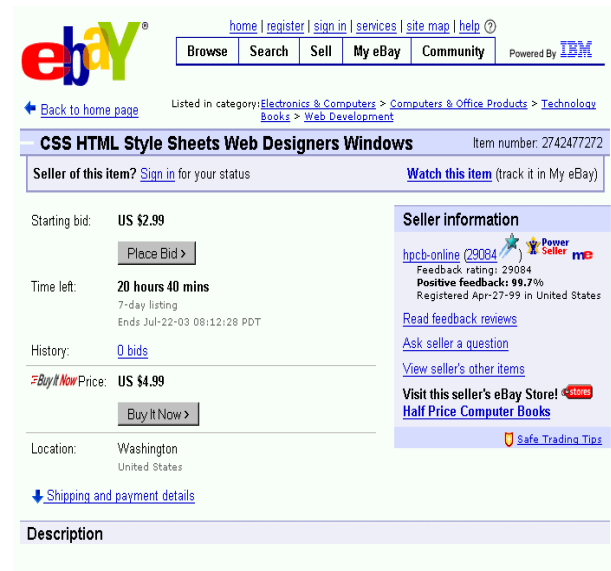 home | register | sign in | services | site map | help ?
ebaY®
Browse Search Sell My eBay Community Powered By IBM
Back to home page
Listed in category: Electronics & Computers > Computers & Office Products > Technology
Books > Web Development
CSS HTML Style Sheets Web Designers Windows Item number: 2742477272
Seller of this item? Sign in for your status Watch this item (track it in My eBay)
Starting bid: US $2.99
Place Bid >
Time left: 20 hours 40 mins
7-day listing
Ends Jul-22-03 08:12:28 PDT
History: 0 bids
Buy It Now Price: US $4.99
Buy It Now >
Location: Washington
United States
Shipping and payment details
Seller information
hpcb-online (29084) Power Seller me
Feedback rating: 29084
Positive feedback: 99.7%
Registered Apr-27-99 in United States
Read feedback reviews
Ask seller a question
View seller's other items
Visit this seller's eBay Store! stores
Half Price Computer Books
Safe Trading Tips
Description